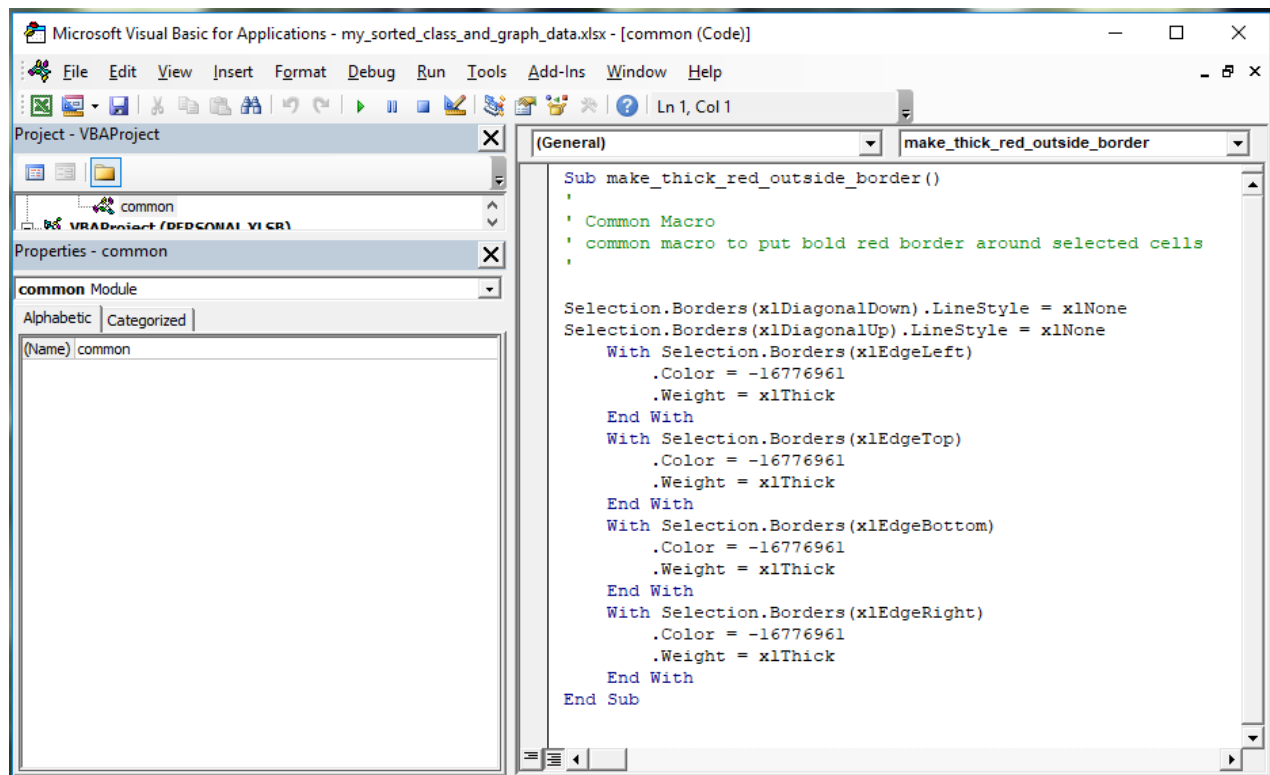 Microsoft Visual Basic for Applications - my_sorted_class_and_graph_data.xlsx - [common (Code)]
File Edit View Insert Format Debug Run Tools Add-Ins Window Help
Ln 1, Col 1
Project - VBAProject
common
VBAProject (PERSONAL.XLSB)
Properties - common
common Module
Alphabetic Categorized
(Name) common
(General) make_thick_red_outside_border
Sub make_thick_red_outside_border()
'
' Common Macro
' common macro to put bold red border around selected cells
'
Selection.Borders(xlDiagonalDown).LineStyle = xlNone
Selection.Borders(xlDiagonalUp).LineStyle = xlNone
With Selection.Borders(xlEdgeLeft)
.Color = -16776961
.Weight = xlThick
End With
With Selection.Borders(xlEdgeTop)
.Color = -16776961
.Weight = xlThick
End With
With Selection.Borders(xlEdgeBottom)
.Color = -16776961
.Weight = xlThick
End With
With Selection.Borders(xlEdgeRight)
.Color = -16776961
.Weight = xlThick
End With
End Sub